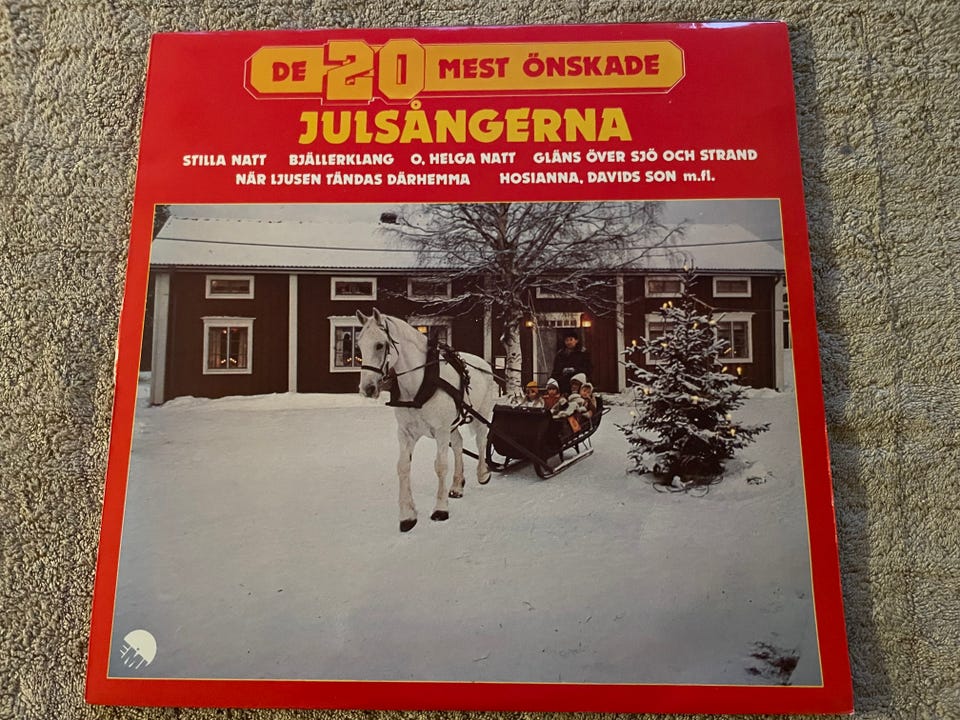 DE 20 MEST ÖNSKADE
JULSÅNGERNA
STILLA NATT BJÄLLERKLANG O, HELGA NATT GLÄNS ÖVER SJÖ OCH STRAND
NÄR LJUSEN TÄNDAS DÄRHEMMA HOSIANNA, DAVIDS SON m.fl.
EMI